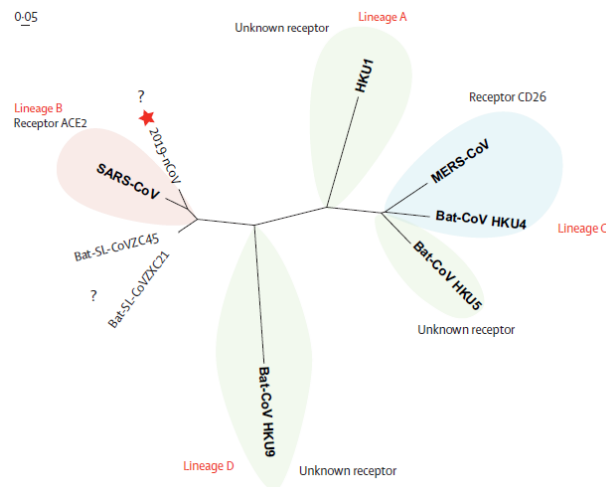 0·05
Lineage A
Unknown receptor
HKU1
?
Lineage B
Receptor ACE2
2019-nCoV
SARS-CoV
Receptor CD26
MERS-CoV
Bat-CoV HKU4
Lineage C
Bat-SL-CoVZC45
Bat-CoV HKU5
?
Bat-SL-CoVZXC21
Unknown receptor
Bat-CoV HKU9
Lineage D
Unknown receptor